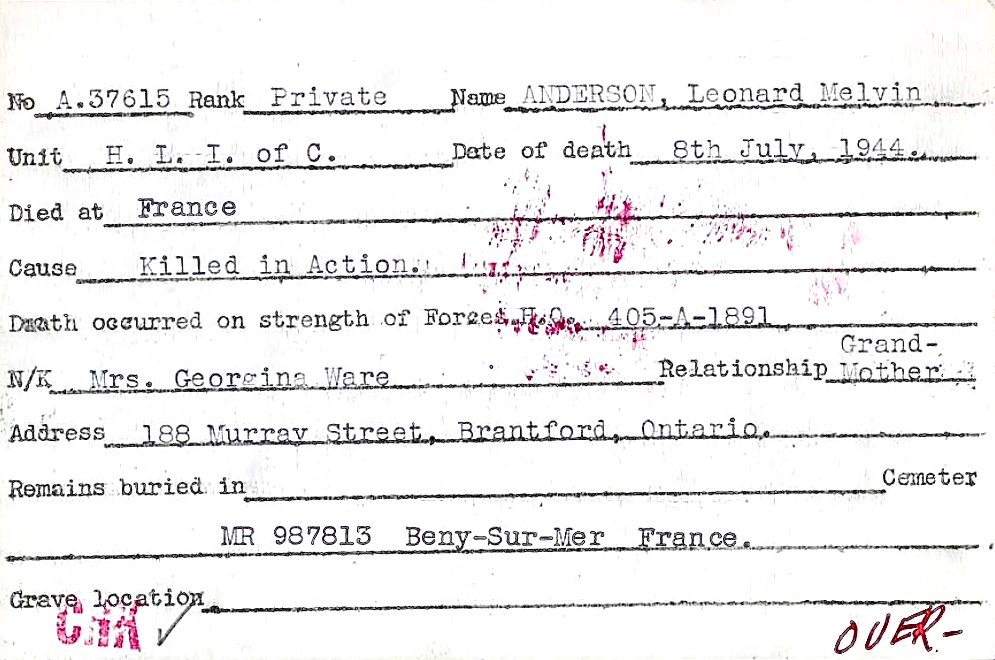 No A.37615 Rank Private Name ANDERSON, Leonard Melvin
Unit H. L. I. of C. Date of death 8th July, 1944.
Died at France
Cause Killed in Action.
Death occurred on strength of Forces H.Q. 405-A-1891
Grand-
N/K Mrs. Georgina Ware Relationship Mother
Address 188 Murray Street, Brantford, Ontario.
Remains buried in Cemeter
MR 987813 Beny-Sur-Mer France.
Grave location
OVER-